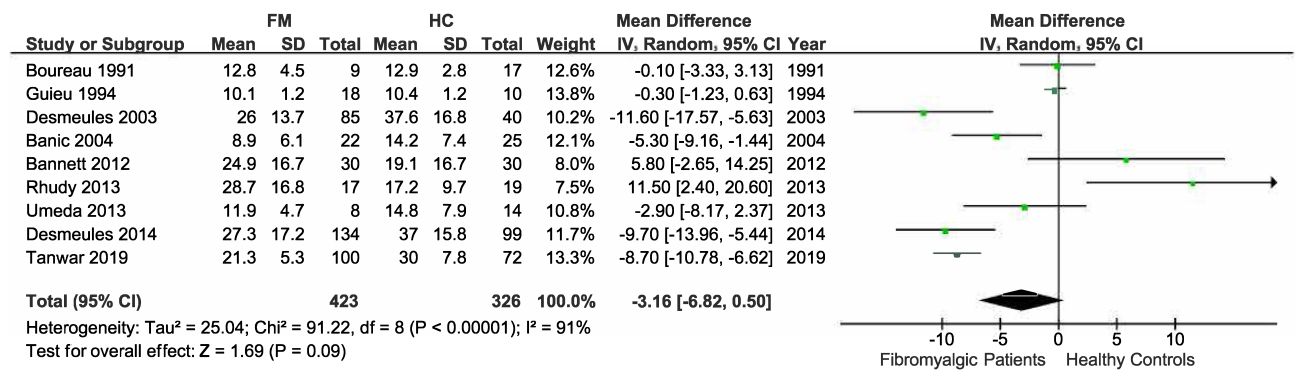 FM HC Mean Difference Mean Difference
Study or Subgroup Mean SD Total Mean SD Total Weight IV, Random, 95% CI Year IV, Random, 95% CI
Boureau 1991 12.8 4.5 9 12.9 2.8 17 12.6% -0.10 [-3.33, 3.13] 1991
Guieu 1994 10.1 1.2 18 10.4 1.2 10 13.8% -0.30 [-1.23, 0.63] 1994
Desmeules 2003 26 13.7 85 37.6 16.8 40 10.2% -11.60 [-17.57, -5.63] 2003
Banic 2004 8.9 6.1 22 14.2 7.4 25 12.1% -5.30 [-9.16, -1.44] 2004
Bannett 2012 24.9 16.7 30 19.1 16.7 30 8.0% 5.80 [-2.65, 14.25] 2012
Rhudy 2013 28.7 16.8 17 17.2 9.7 19 7.5% 11.50 [2.40, 20.60] 2013
Umeda 2013 11.9 4.7 8 14.8 7.9 14 10.8% -2.90 [-8.17, 2.37] 2013
Desmeules 2014 27.3 17.2 134 37 15.8 99 11.7% -9.70 [-13.96, -5.44] 2014
Tanwar 2019 21.3 5.3 100 30 7.8 72 13.3% -8.70 [-10.78, -6.62] 2019
Total (95% CI) 423 326 100.0% -3.16 [-6.82, 0.50]
Heterogeneity: Tau² = 25.04; Chi² = 91.22, df = 8 (P < 0.00001); I² = 91%
Test for overall effect: Z = 1.69 (P = 0.09)
-10 -5 0 5 10
Fibromyalgic Patients Healthy Controls